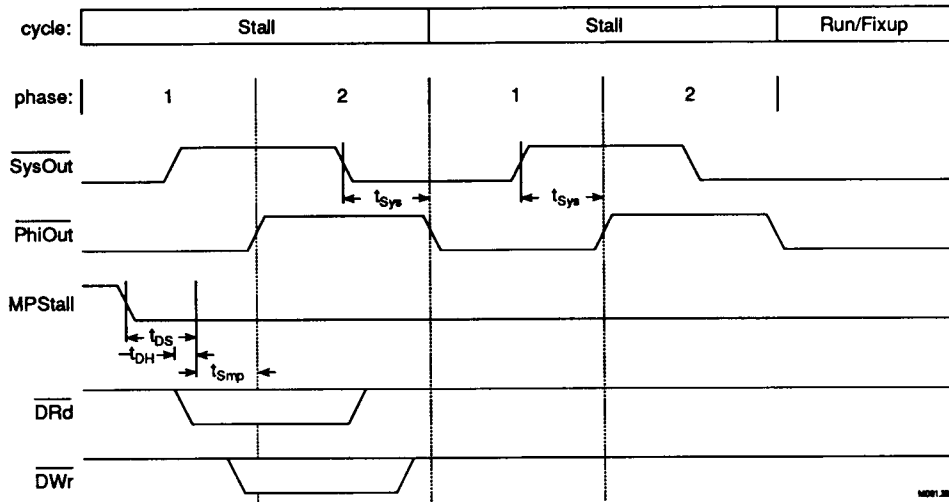 cycle: Stall Stall Run/Fixup
phase: 1 2 1 2
SysOut
tSys tSys
PhiOut
MPStall
tDS
tDH
tSmp
DRd
DWr